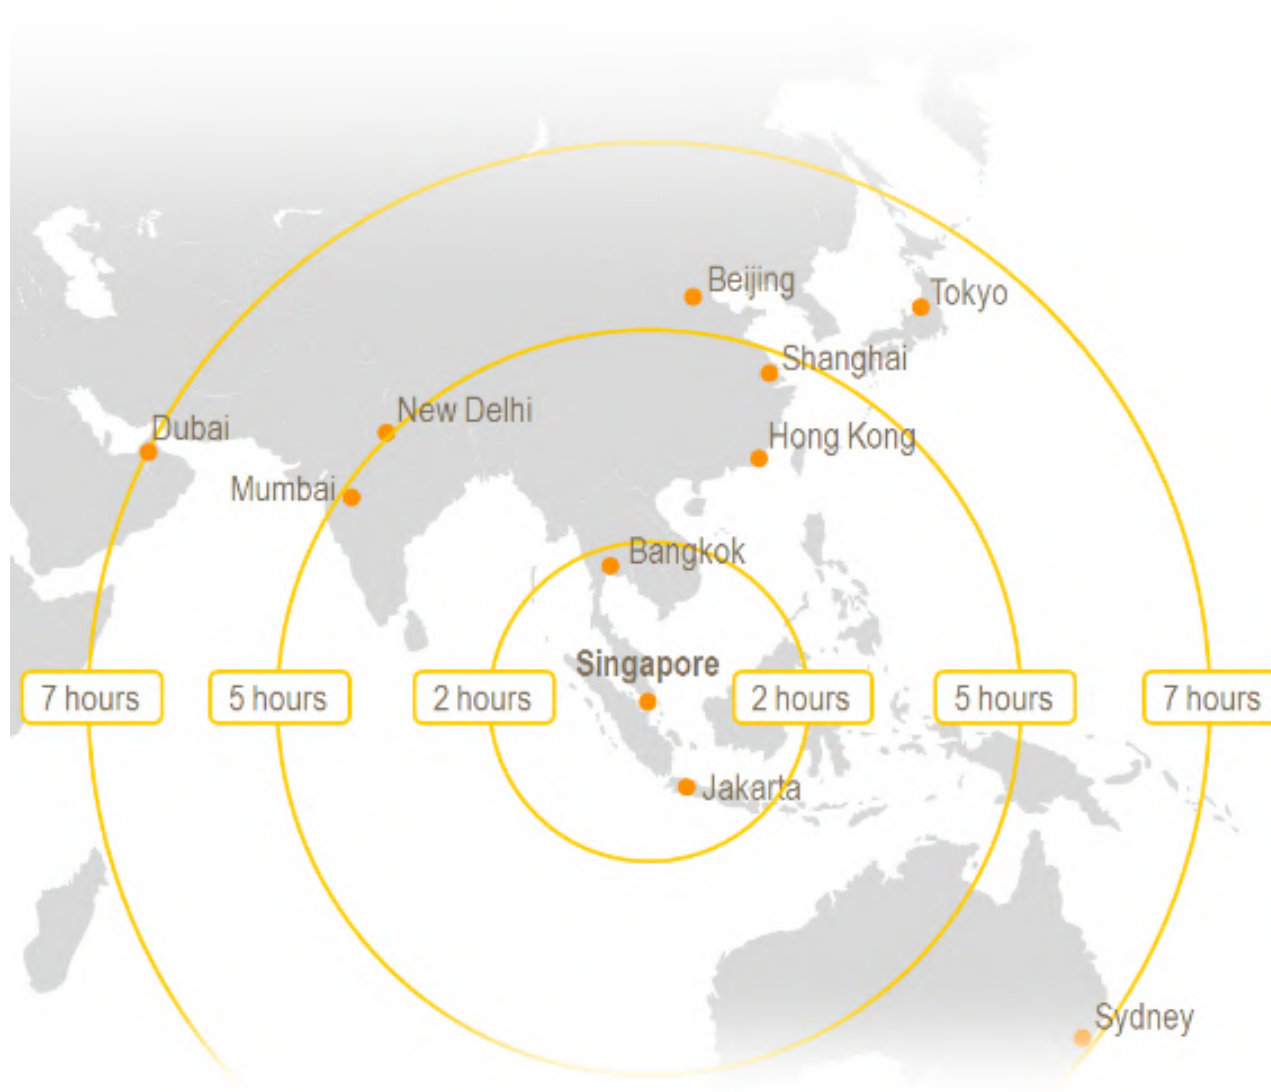 Beijing
Tokyo
Shanghai
New Delhi
Dubai
Hong Kong
Mumbai
Bangkok
Singapore
7 hours
5 hours
2 hours
2 hours
5 hours
7 hours
Jakarta
Sydney